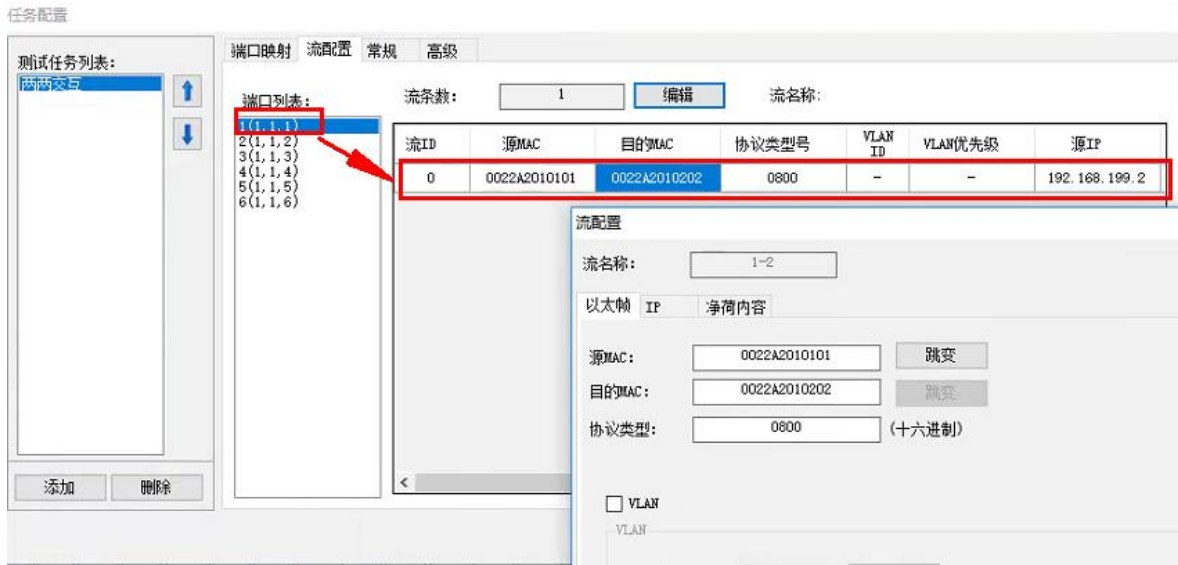 任务配置
测试任务列表:
两两交互
添加
删除
端口映射 流配置 常规 高级
端口列表:
1(1,1,1)
2(1,1,2)
3(1,1,3)
4(1,1,4)
5(1,1,5)
6(1,1,6)
流条数: 1 编辑 流名称:
流ID 源MAC 目的MAC 协议类型号 VLAN ID VLAN优先级 源IP
0 0022A2010101 0022A2010202 0800 - - 192.168.199.2
流配置
流名称: 1-2
以太帧 IP 净荷内容
源MAC: 0022A2010101 跳变
目的MAC: 0022A2010202 跳变
协议类型: 0800 (十六进制)
VLAN
VLAN